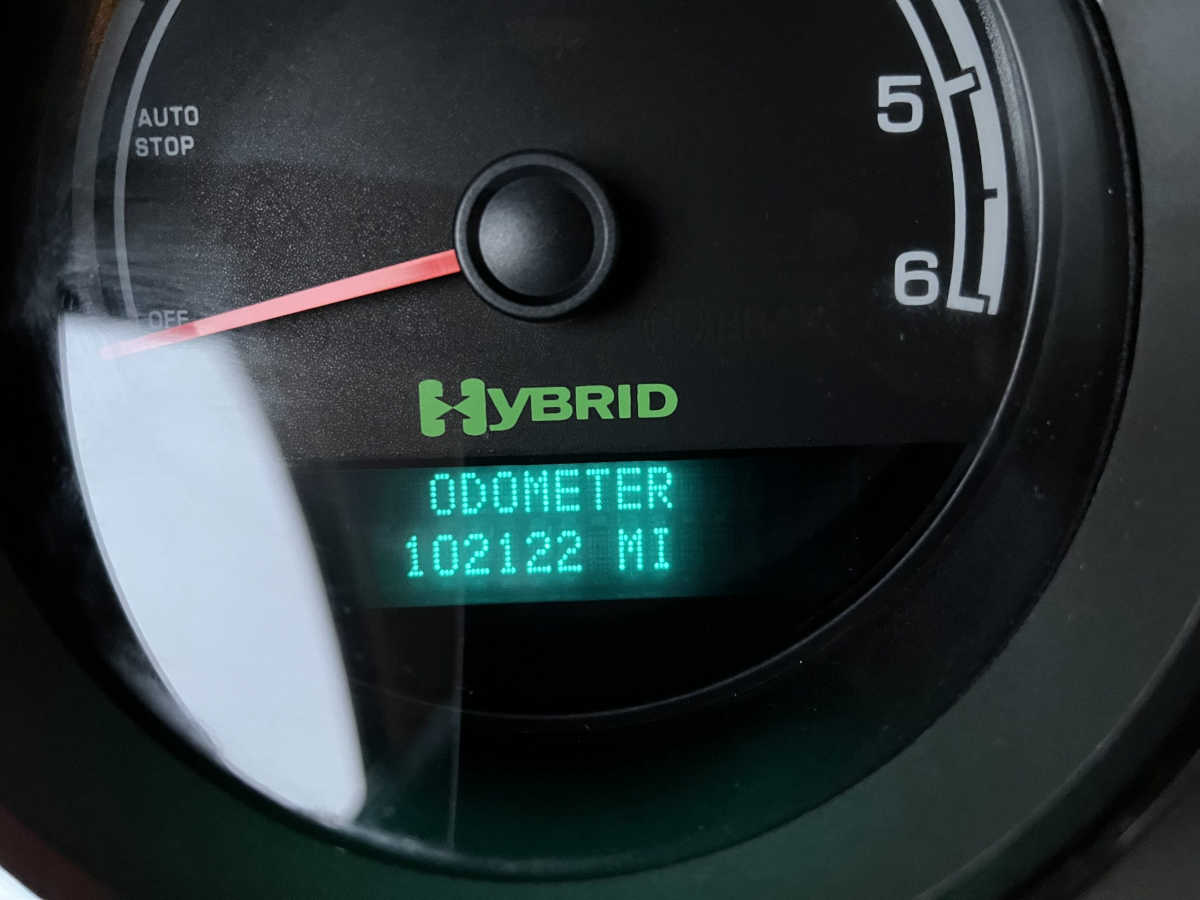 AUTO
STOP
5
6
OFF
HYBRID
ODOMETER
102122 MI